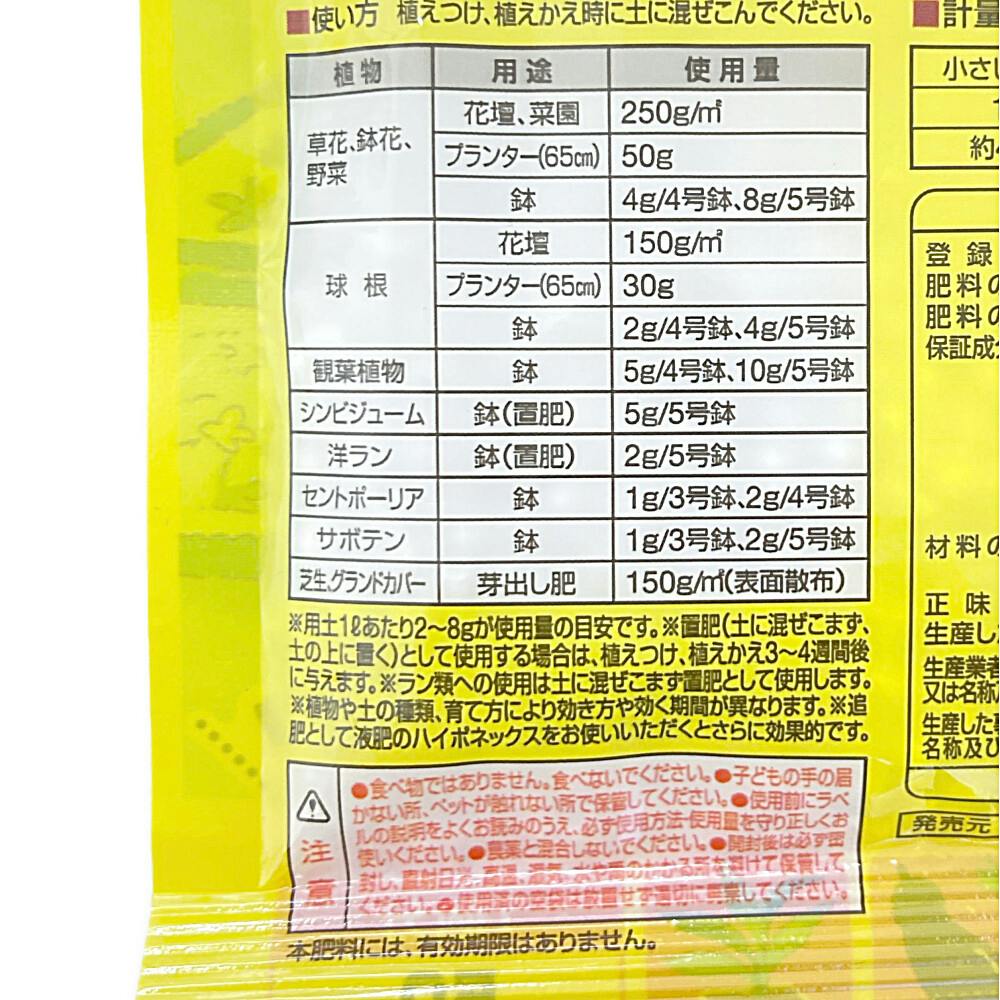 ■使い方 植えつけ、植えかえ時に土に混ぜこんでください。
植物 用途 使用量
草花、鉢花、野菜 花壇、菜園 250g/㎡
プランター(65㎝) 50g
鉢 4g/4号鉢、8g/5号鉢
球根 花壇 150g/㎡
プランター(65㎝) 30g
鉢 2g/4号鉢、4g/5号鉢
観葉植物 鉢 5g/4号鉢、10g/5号鉢
シンビジューム 鉢(置肥) 5g/5号鉢
洋ラン 鉢(置肥) 2g/5号鉢
セントポーリア 鉢 1g/3号鉢、2g/4号鉢
サボテン 鉢 1g/3号鉢、2g/5号鉢
芝生、グランドカバー 芽出し肥 150g/㎡(表面散布)
※用土1ℓあたり2〜8gが使用量の目安です。※置肥(土に混ぜこまず、
土の上に置く)として使用する場合は、植えつけ、植えかえ3〜4週間後
に与えます。※ラン類への使用は土に混ぜこまず置肥として使用します。
※植物や土の種類、育て方により効き方や効く期間が異なります。※追
肥として液肥のハイポネックスをお使いいただくとさらに効果的です。
注意
●食べ物ではありません。食べないでください。●子どもの手の届
かない所、ペットが触れない所で保管してください。●使用前にラベ
ルの説明をよくお読みのうえ、必ず使用方法・使用量を守り正しくお
使いください。●農薬と混合しないでください。●開封後は必ず密
封し、直射日光、高温、湿気、水や雨のかかる所を避けて保管して
ください。●使用済の空袋は放置せず適切に廃棄してください。
本肥料には、有効期限はありません。
■計量
小さい
約
登録
肥料の
肥料の
保証成分
材料の
正味
生産した
生産業者
又は名称
生産した
名称及び
発売元